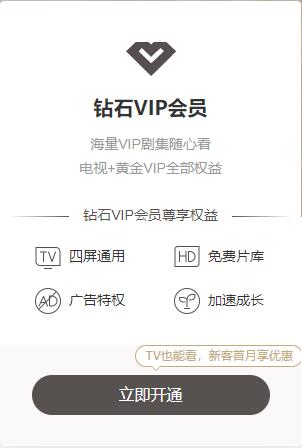 钻石VIP会员
海量VIP剧集随心看
电视+黄金VIP全部权益
钻石VIP会员尊享权益
TV 四屏通用
HD 免费片库
AD 广告特权
加速成长
TV也能看，新客首月享优惠
立即开通